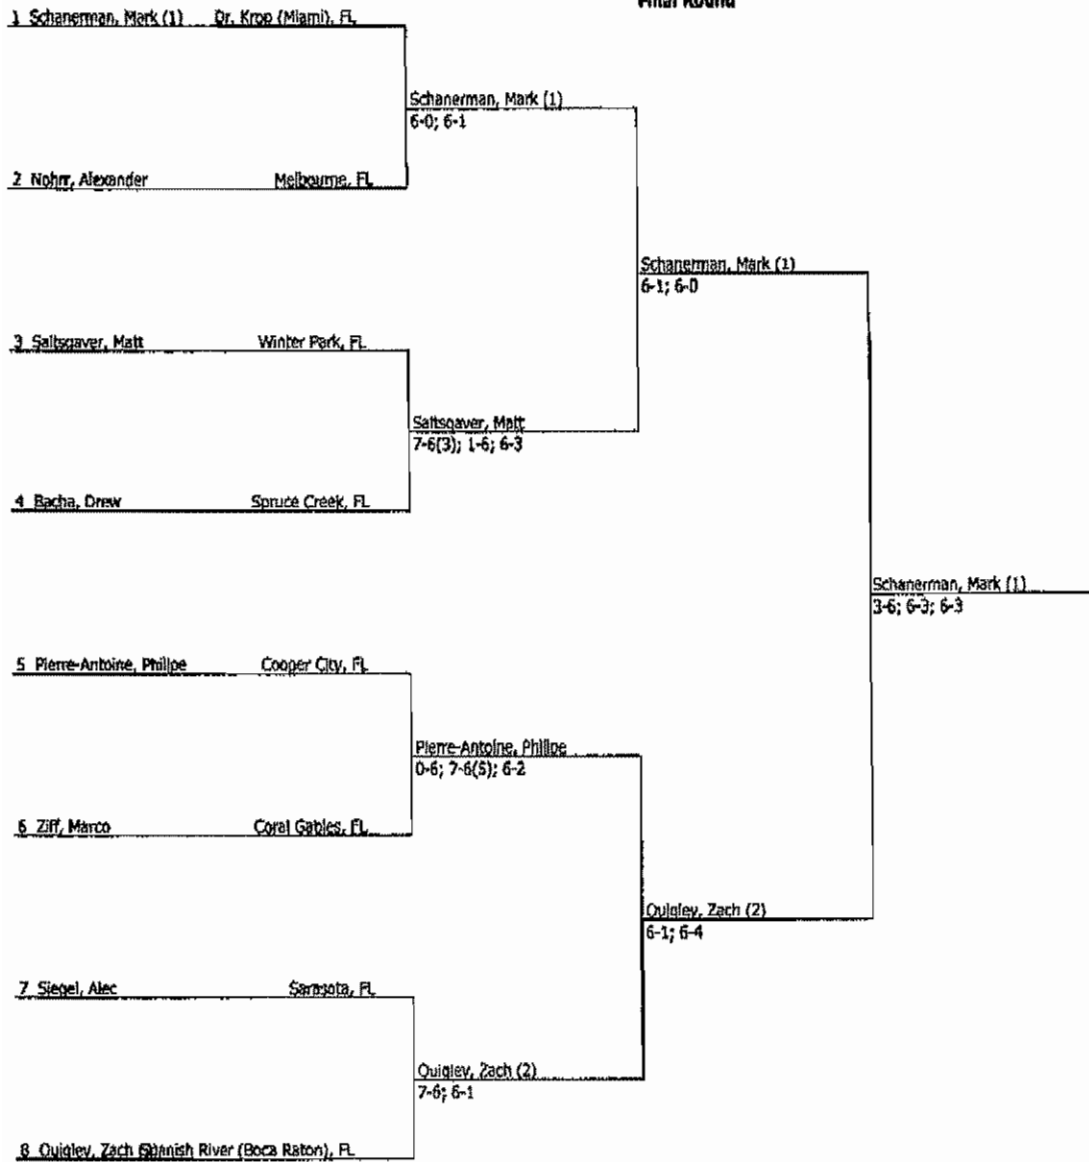 Final Round
1 Schanerman, Mark (1) Dr. Krop (Miami), FL
Schanerman, Mark (1)
6-0; 6-1
2 Nohrr, Alexander Melbourne, FL
Schanerman, Mark (1)
6-1; 6-0
3 Saltsgaver, Matt Winter Park, FL
Saltsgaver, Matt
7-6(3); 1-6; 6-3
4 Bacha, Drew Spruce Creek, FL
Schanerman, Mark (1)
3-6; 6-3; 6-3
5 Pierre-Antoine, Philipe Cooper City, FL
Pierre-Antoine, Philipe
0-6; 7-6(5); 6-2
6 Ziff, Marco Coral Gables, FL
Quigley, Zach (2)
6-1; 6-4
7 Siegel, Alec Sarasota, FL
Quigley, Zach (2)
7-6; 6-1
8 Quigley, Zach Spanish River (Boca Raton), FL